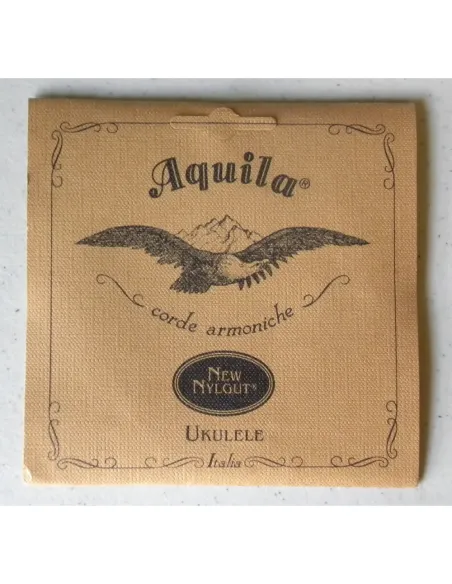 Aquila®
corde armoniche
NEW
NYLGUT®
UKULELE
Italia